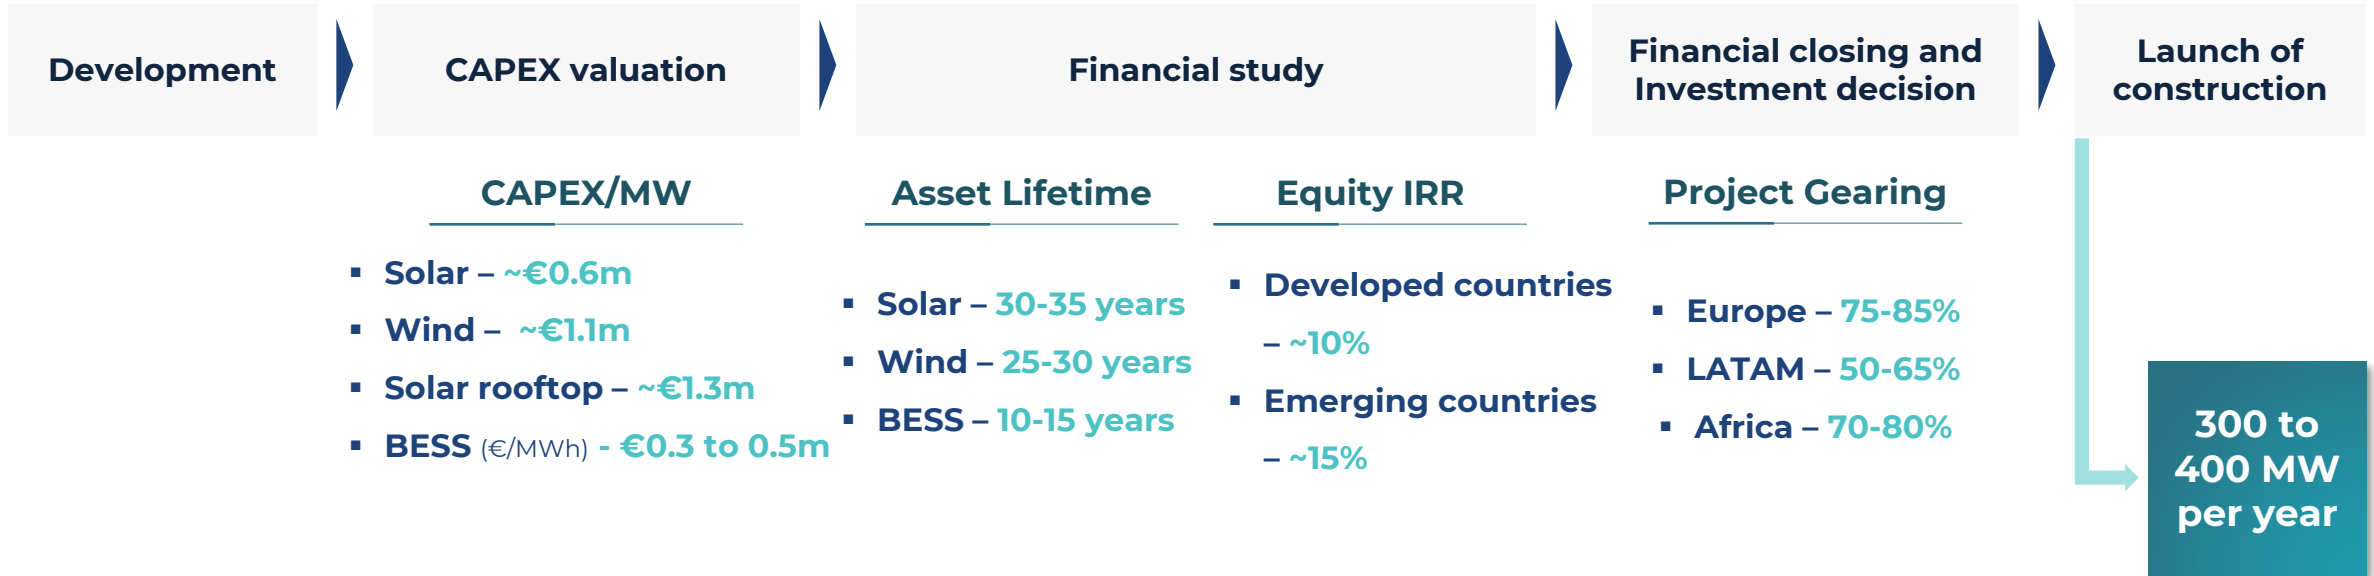 Development
CAPEX valuation
Financial study
Financial closing and
Investment decision
Launch of
construction
CAPEX/MW
▪ Solar – ~€0.6m
▪ Wind – ~€1.1m
▪ Solar rooftop – ~€1.3m
▪ BESS (€/MWh) - €0.3 to 0.5m
Asset Lifetime
▪ Solar – 30-35 years
▪ Wind – 25-30 years
▪ BESS – 10-15 years
Equity IRR
▪ Developed countries
– ~10%
▪ Emerging countries
– ~15%
Project Gearing
▪ Europe – 75-85%
▪ LATAM – 50-65%
▪ Africa – 70-80%
300 to
400 MW
per year